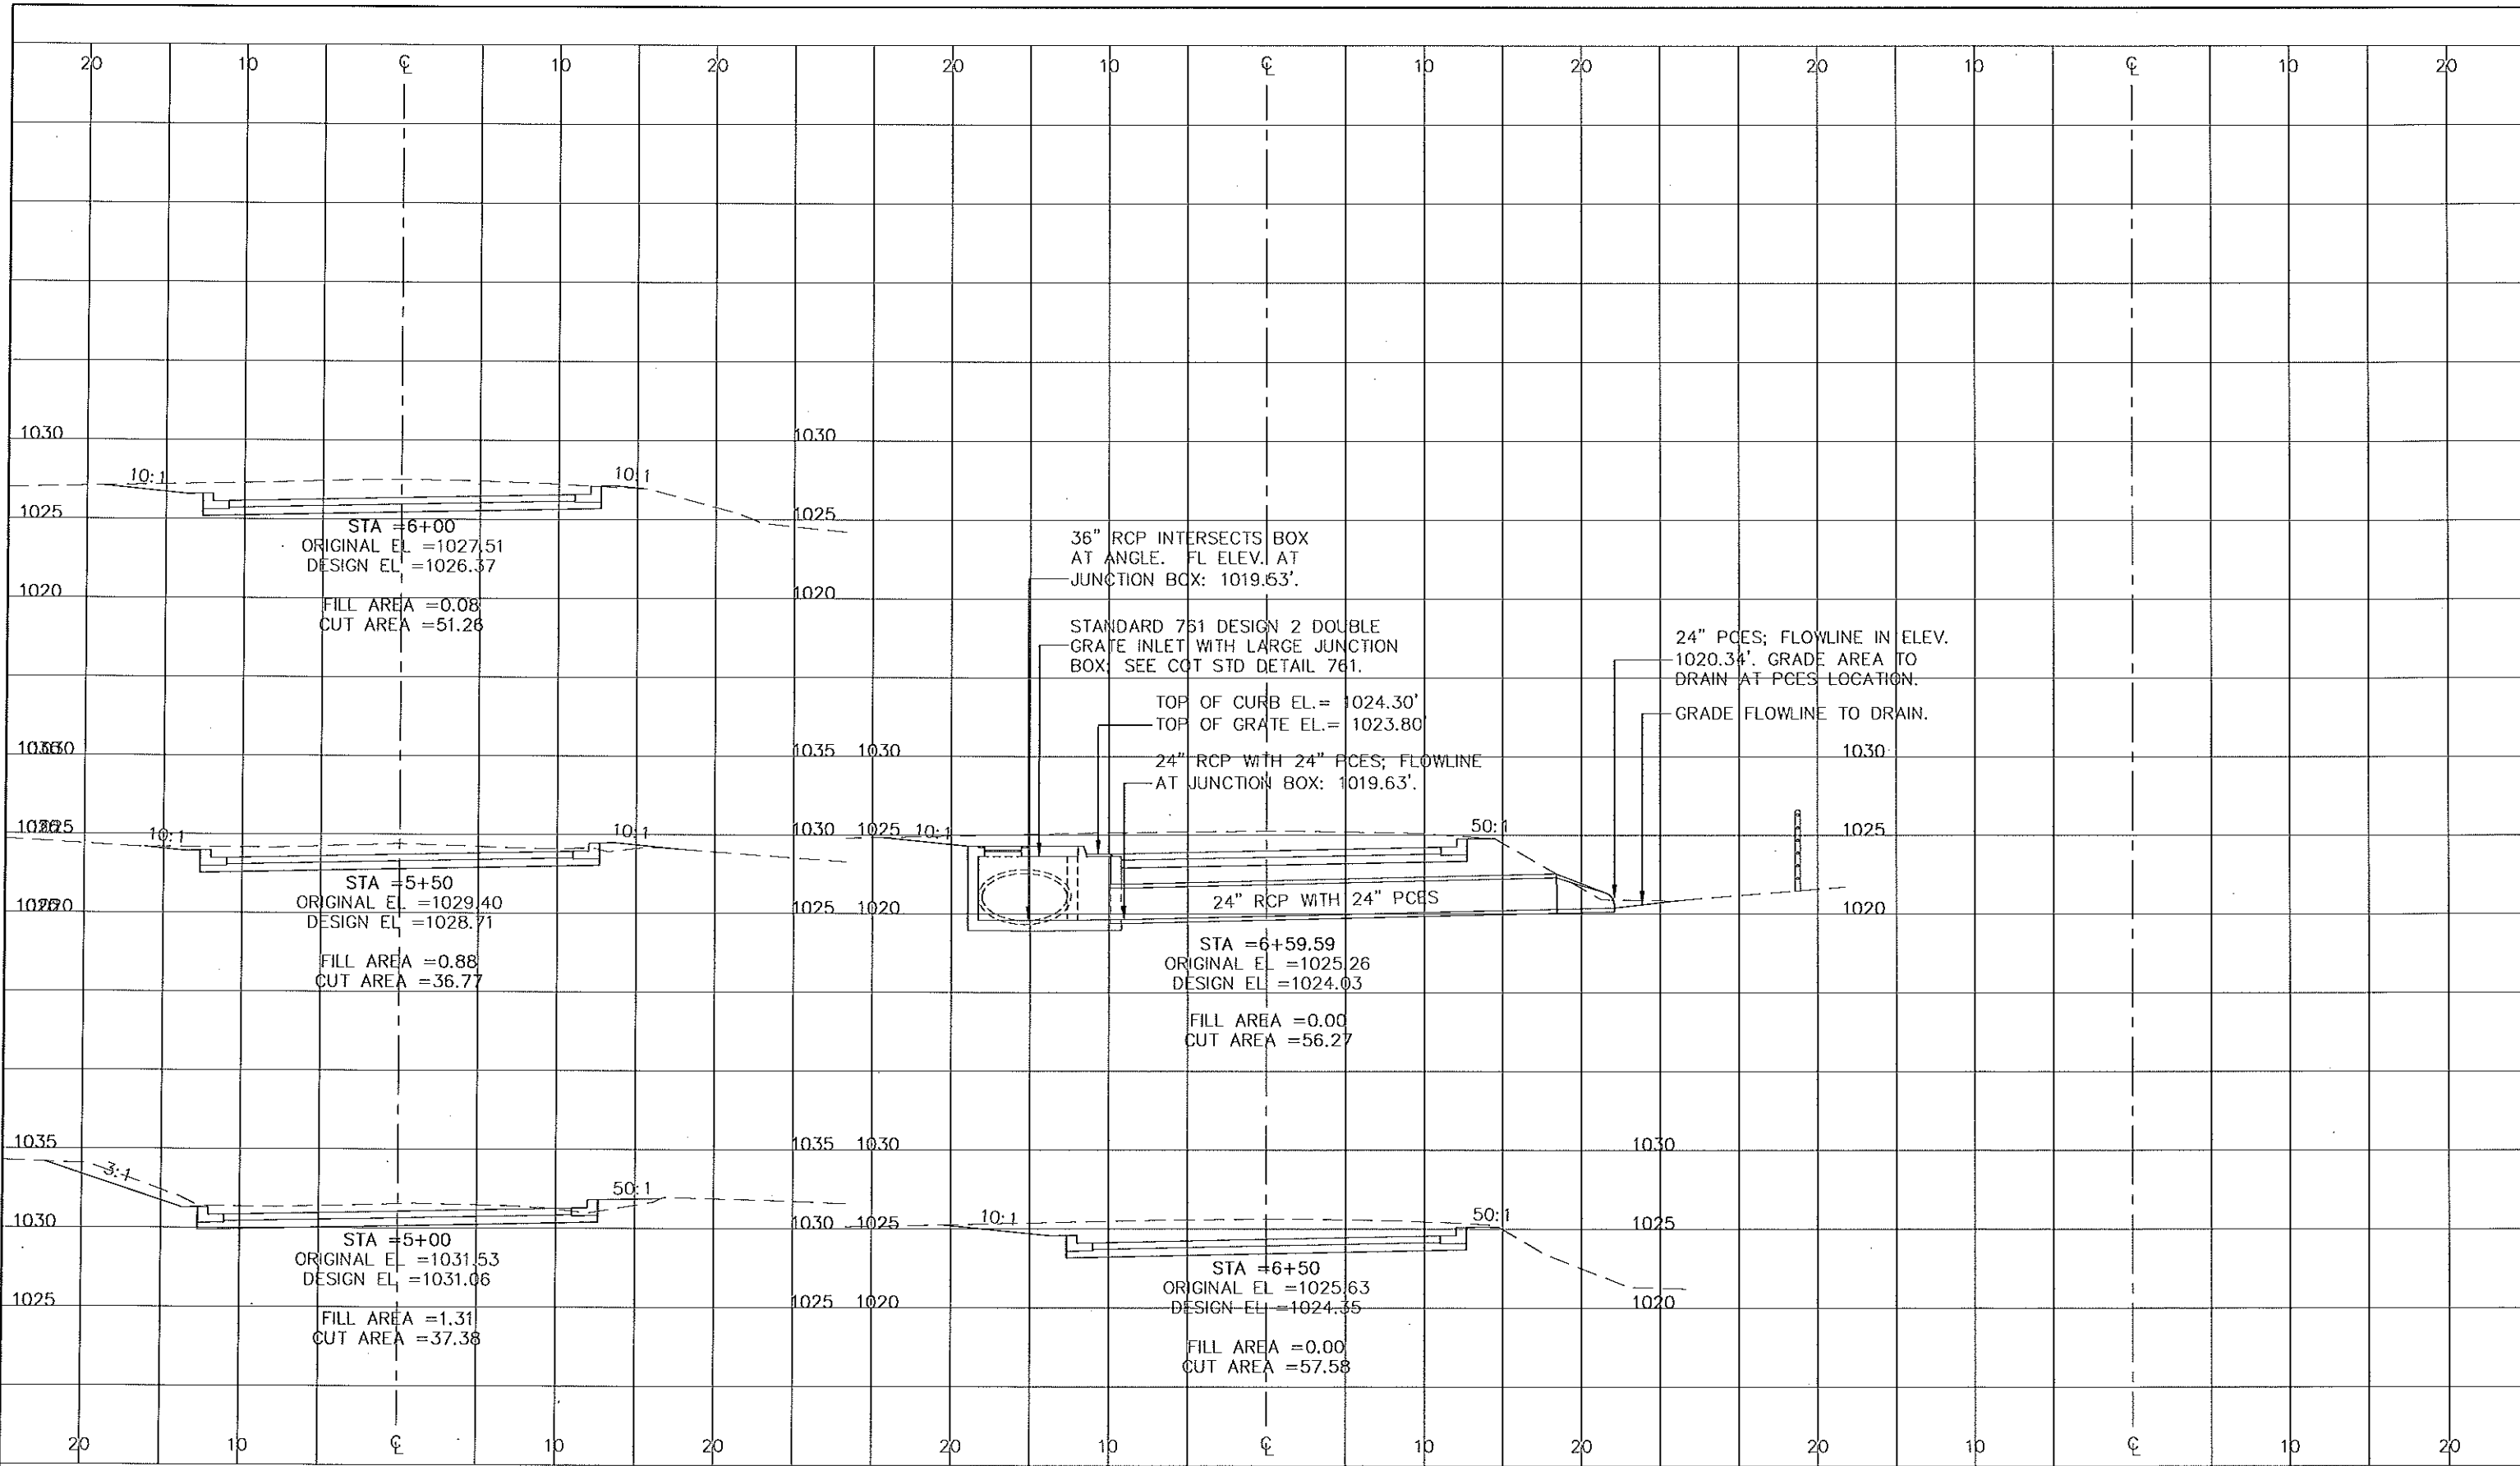 20 10 ℄ 10 20 20 10 ℄ 10 20 20 10 ℄ 10 20
1030 1030
10:1 10:1
1025 1025
STA =6+00
ORIGINAL EL =1027.51
DESIGN EL =1026.37
1020 1020
FILL AREA =0.08
CUT AREA =51.26
36" RCP INTERSECTS BOX
AT ANGLE. FL ELEV. AT
JUNCTION BOX: 1019.53'.
STANDARD 761 DESIGN 2 DOUBLE
GRATE INLET WITH LARGE JUNCTION
BOX; SEE COT STD DETAIL 761.
TOP OF CURB EL.= 1024.30'
TOP OF GRATE EL.= 1023.80'
24" RCP WITH 24" PCES; FLOWLINE
AT JUNCTION BOX: 1019.63'.
24" PCES; FLOWLINE IN ELEV.
1020.34'. GRADE AREA TO
DRAIN AT PCES LOCATION.
GRADE FLOWLINE TO DRAIN.
1035 1030 1030
10:1 10:1 1030 1025 10:1 50:1 1025
1025 1020 1020
STA =5+50
ORIGINAL EL =1029.40
DESIGN EL =1028.71
FILL AREA =0.88
CUT AREA =36.77
24" RCP WITH 24" PCES
STA =6+59.59
ORIGINAL EL =1025.26
DESIGN EL =1024.03
FILL AREA =0.00
CUT AREA =56.27
1035 1035 1030 1030
3:1 50:1
1030 1030 1025 10:1 50:1 1025
STA =5+00
ORIGINAL EL =1031.53
DESIGN EL =1031.06
1025 1025 1020 1020
FILL AREA =1.31
CUT AREA =37.38
STA =6+50
ORIGINAL EL =1025.63
DESIGN EL =1024.35
FILL AREA =0.00
CUT AREA =57.58
20 10 ℄ 10 20 20 10 ℄ 10 20 20 10 ℄ 10 20